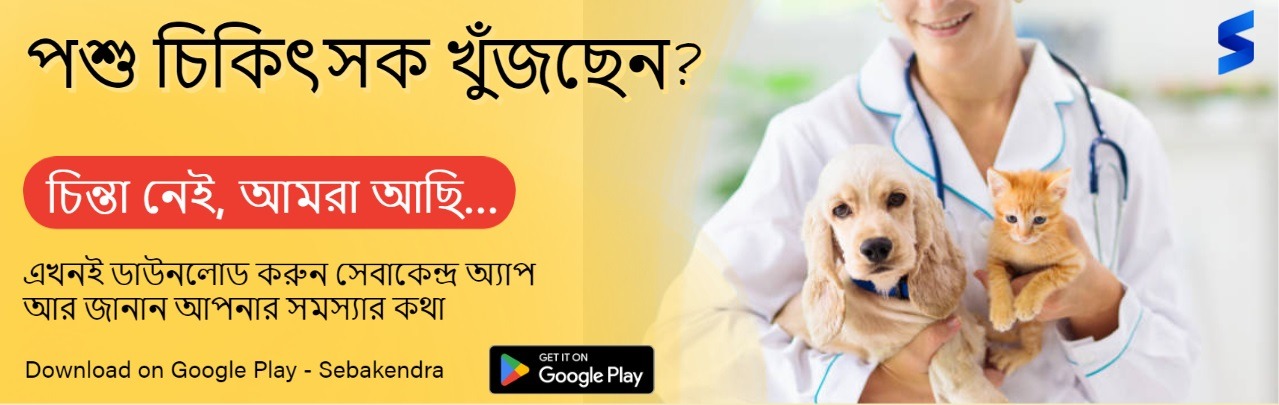 পশু চিকিৎসক খুঁজছেন?
চিন্তা নেই, আমরা আছি...
এখনই ডাউনলোড করুন সেবাকেন্দ্র অ্যাপ
আর জানান আপনার সমস্যার কথা
Download on Google Play - Sebakendra
GET IT ON
Google Play